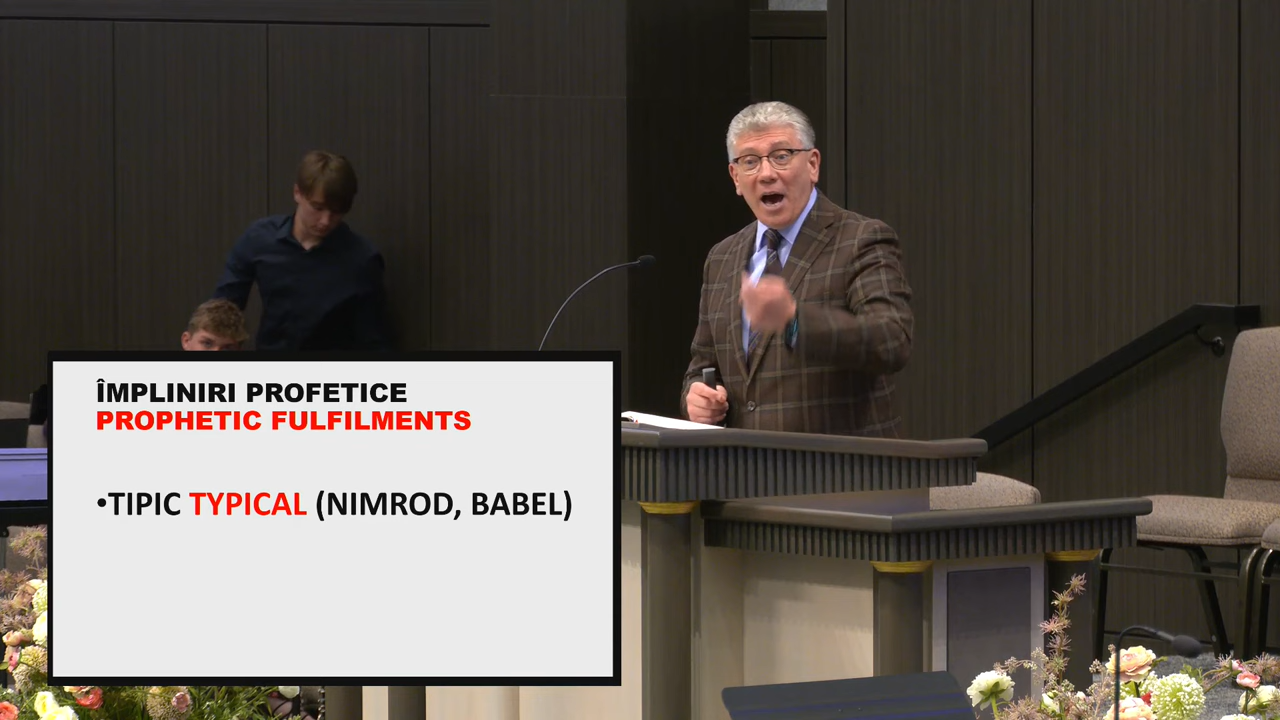 ÎMPLINIRI PROFETICE
PROPHETIC FULFILMENTS
•TIPIC TYPICAL (NIMROD, BABEL)